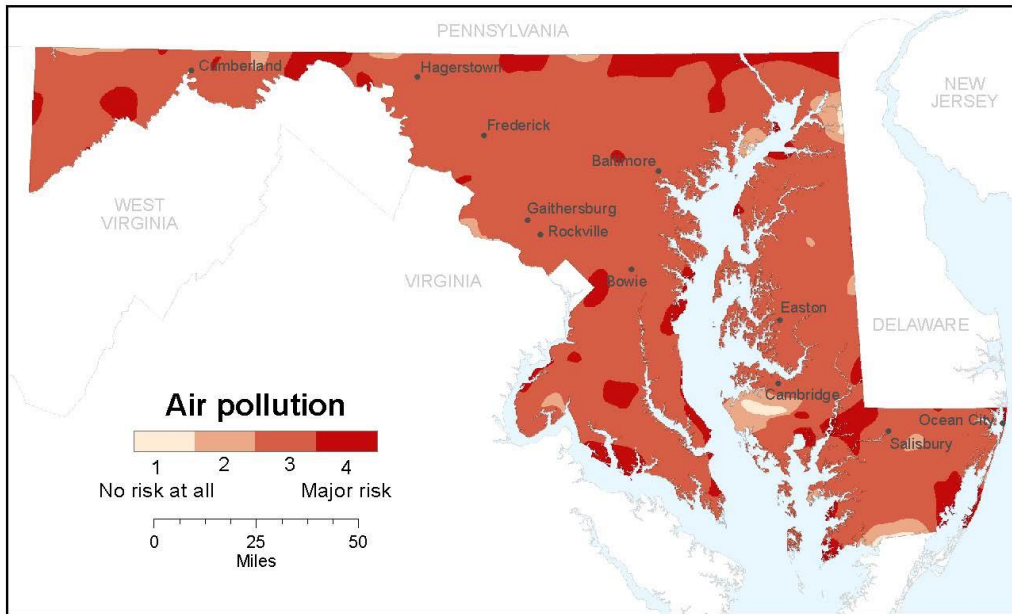 PENNSYLVANIA
Cumberland
Hagerstown
NEW
JERSEY
Frederick
Baltimore
WEST
VIRGINIA
Gaithersburg
Rockville
VIRGINIA
Bowie
Easton
DELAWARE
Cambridge
Ocean City
Salisbury
Air pollution
1 2 3 4
No risk at all Major risk
0 25 50
Miles